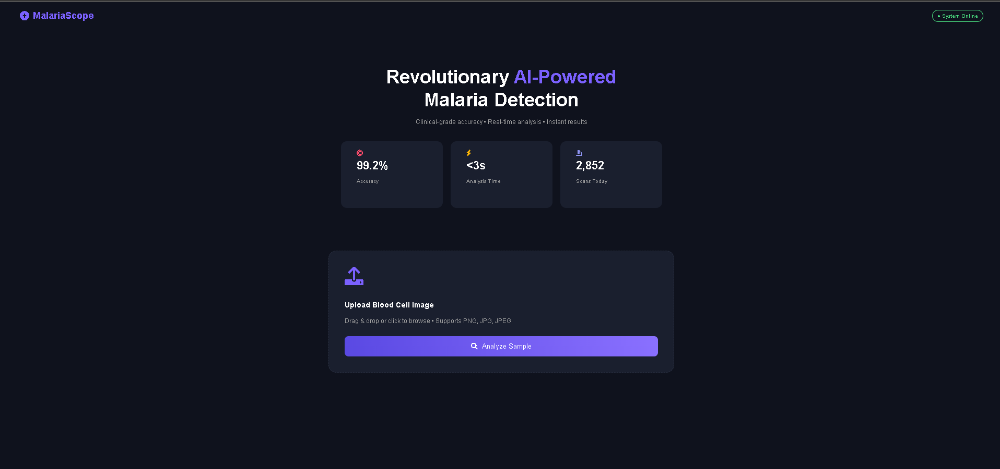 MalariaScope
System Online
Revolutionary AI-Powered
Malaria Detection
Clinical-grade accuracy • Real-time analysis • Instant results
99.2%
Accuracy
<3s
Analysis Time
2,852
Scans Today
Upload Blood Cell Image
Drag & drop or click to browse • Supports PNG, JPG, JPEG
Analyze Sample